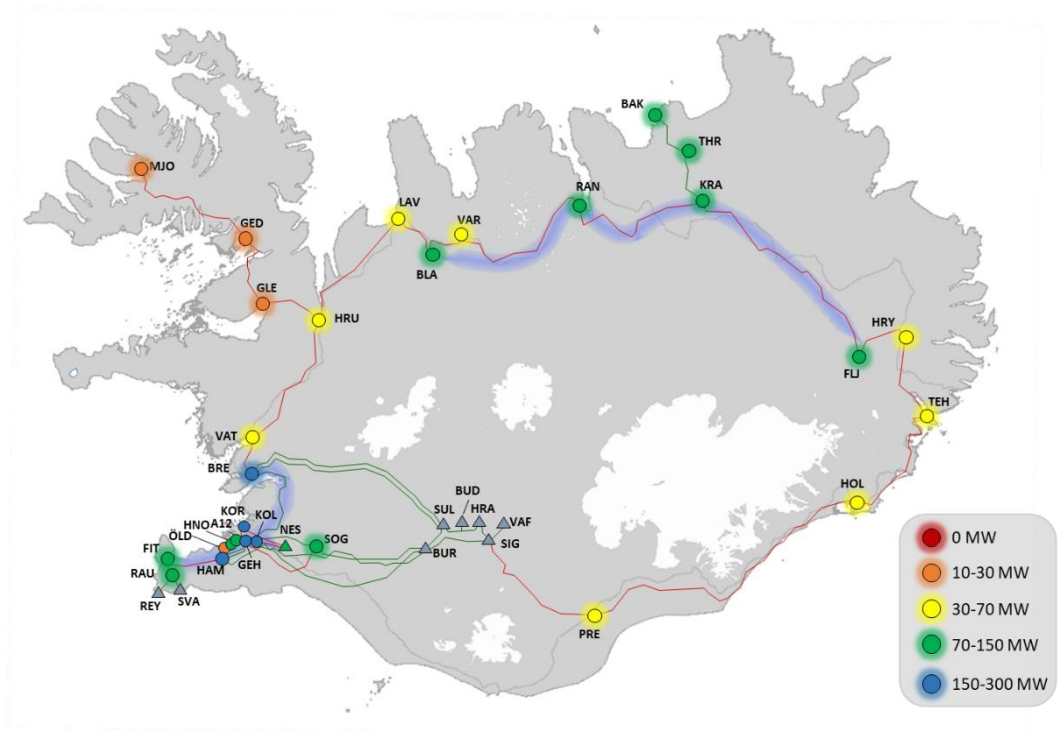 BAK
THR
MJO
RAN
KRA
LAV
VAR
GED
BLA
GLE
HRU
HRY
FLJ
TEH
VAT
BRE
HOL
BUD
SUL
HRA
VAF
KOR
HNO
A12
KOL
NES
ÖLD
SOG
SIG
FIT
BUR
GEH
HAM
RAU
REY
SVA
PRE
0 MW
10-30 MW
30-70 MW
70-150 MW
150-300 MW